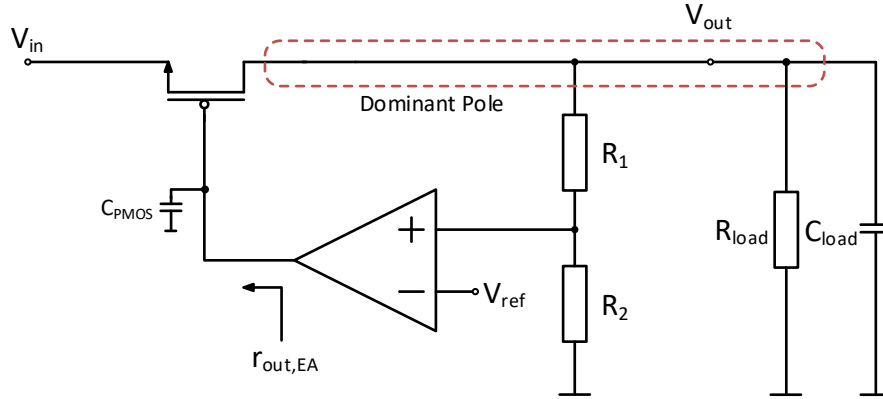 V_out
V_in
Dominant Pole
R_1
C_PMOS
+
R_load
C_load
−
V_ref
R_2
r_out,EA